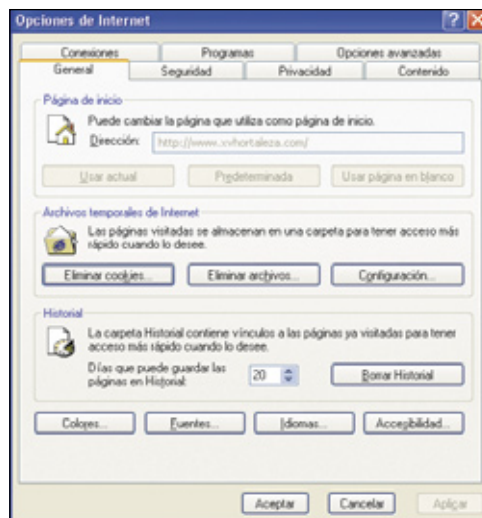 Opciones de Internet
Conexiones Programas Opciones avanzadas
General Seguridad Privacidad Contenido
Página de inicio
Puede cambiar la página que utiliza como página de inicio.
Dirección: http://www.xvhortaleza.com/
Usar actual Predeterminada Usar página en blanco
Archivos temporales de Internet
Las páginas visitadas se almacenan en una carpeta para tener acceso más
rápido cuando lo desee.
Eliminar cookies... Eliminar archivos... Configuración...
Historial
La carpeta Historial contiene vínculos a las páginas ya visitadas para tener
acceso más rápido cuando lo desee.
Días que puede guardar las
páginas en Historial: 20 Borrar Historial
Colores... Fuentes... Idiomas... Accesibilidad...
Aceptar Cancelar Aplicar